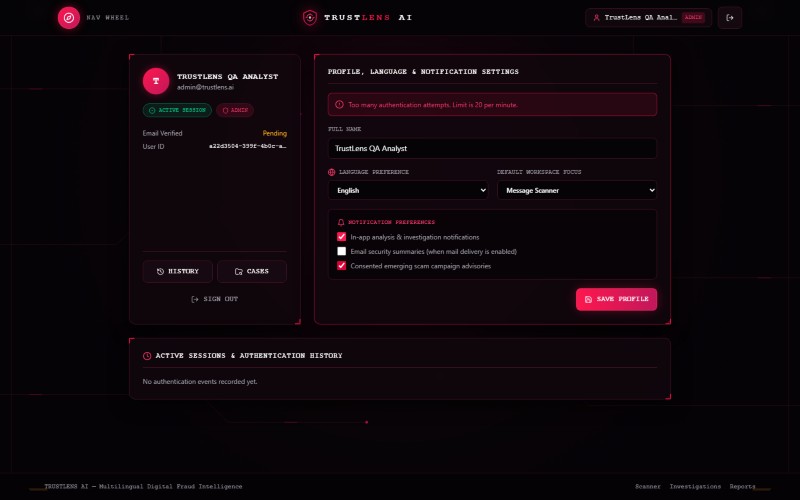 NAV WHEEL
TRUSTLENS AI
TrustLens QA Anal… ADMIN
T
TRUSTLENS QA ANALYST
admin@trustlens.ai
ACTIVE SESSION
ADMIN
Email Verified Pending
User ID a22d3504-399f-4b0c-a…
HISTORY
CASES
SIGN OUT
PROFILE, LANGUAGE & NOTIFICATION SETTINGS
Too many authentication attempts. Limit is 20 per minute.
FULL NAME
TrustLens QA Analyst
LANGUAGE PREFERENCE
English
DEFAULT WORKSPACE FOCUS
Message Scanner
NOTIFICATION PREFERENCES
In-app analysis & investigation notifications
Email security summaries (when mail delivery is enabled)
Consented emerging scam campaign advisories
SAVE PROFILE
ACTIVE SESSIONS & AUTHENTICATION HISTORY
No authentication events recorded yet.
TRUSTLENS AI — Multilingual Digital Fraud Intelligence
Scanner Investigations Reports